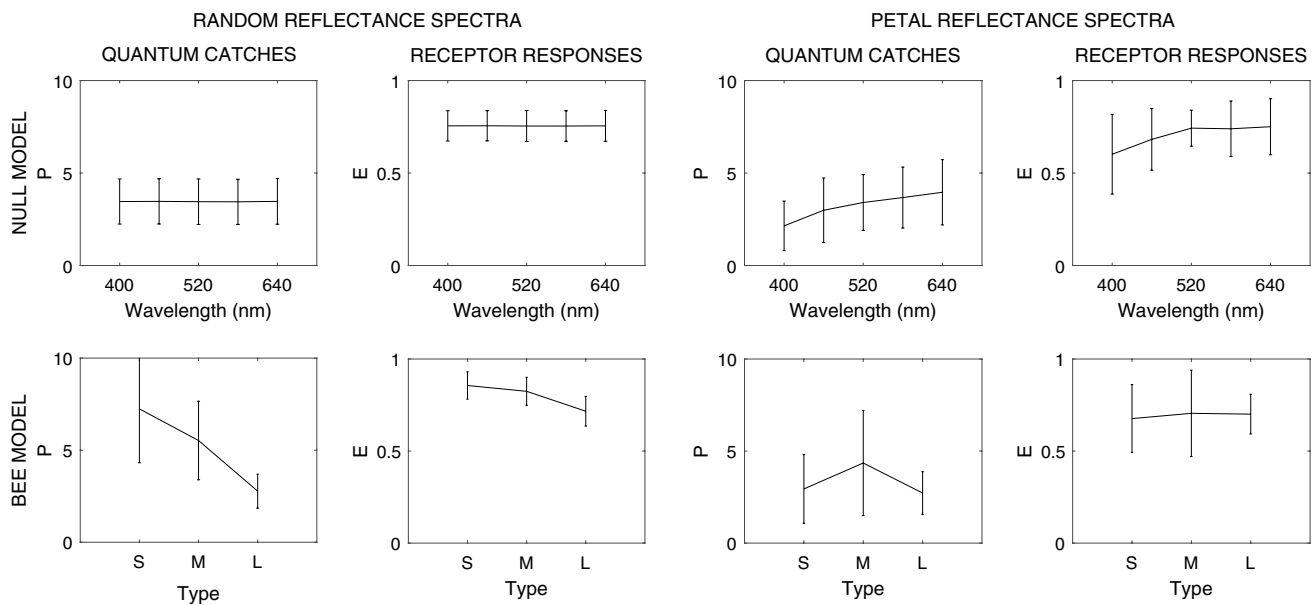 RANDOM REFLECTANCE SPECTRA
PETAL REFLECTANCE SPECTRA
QUANTUM CATCHES
RECEPTOR RESPONSES
QUANTUM CATCHES
RECEPTOR RESPONSES
NULL MODEL
P
10
5
0
400
520
640
Wavelength (nm)
E
1
0.5
0
400
520
640
Wavelength (nm)
P
10
5
0
400
520
640
Wavelength (nm)
E
1
0.5
0
400
520
640
Wavelength (nm)
BEE MODEL
P
10
5
0
S
M
L
Type
E
1
0.5
0
S
M
L
Type
P
10
5
0
S
M
L
Type
E
1
0.5
0
S
M
L
Type